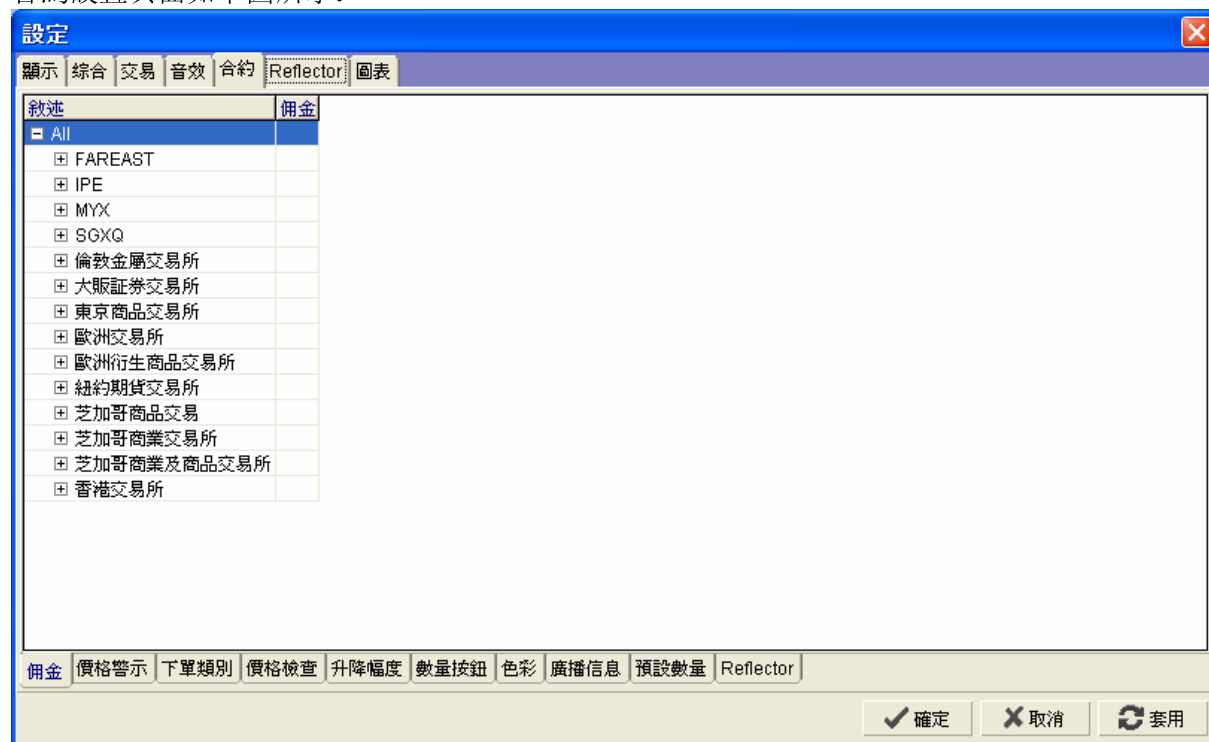 設定
顯示 綜合 交易 音效 合約 Reflector 圖表
敘述 佣金
All
FAREAST
IPE
MYX
SGXQ
倫敦金屬交易所
大阪証券交易所
東京商品交易所
歐洲交易所
歐洲衍生商品交易所
紐約期貨交易所
芝加哥商品交易
芝加哥商業交易所
芝加哥商業及商品交易所
香港交易所
佣金 價格警示 下單類別 價格檢查 升降幅度 數量按鈕 色彩 廣播信息 預設數量 Reflector
確定 取消 套用